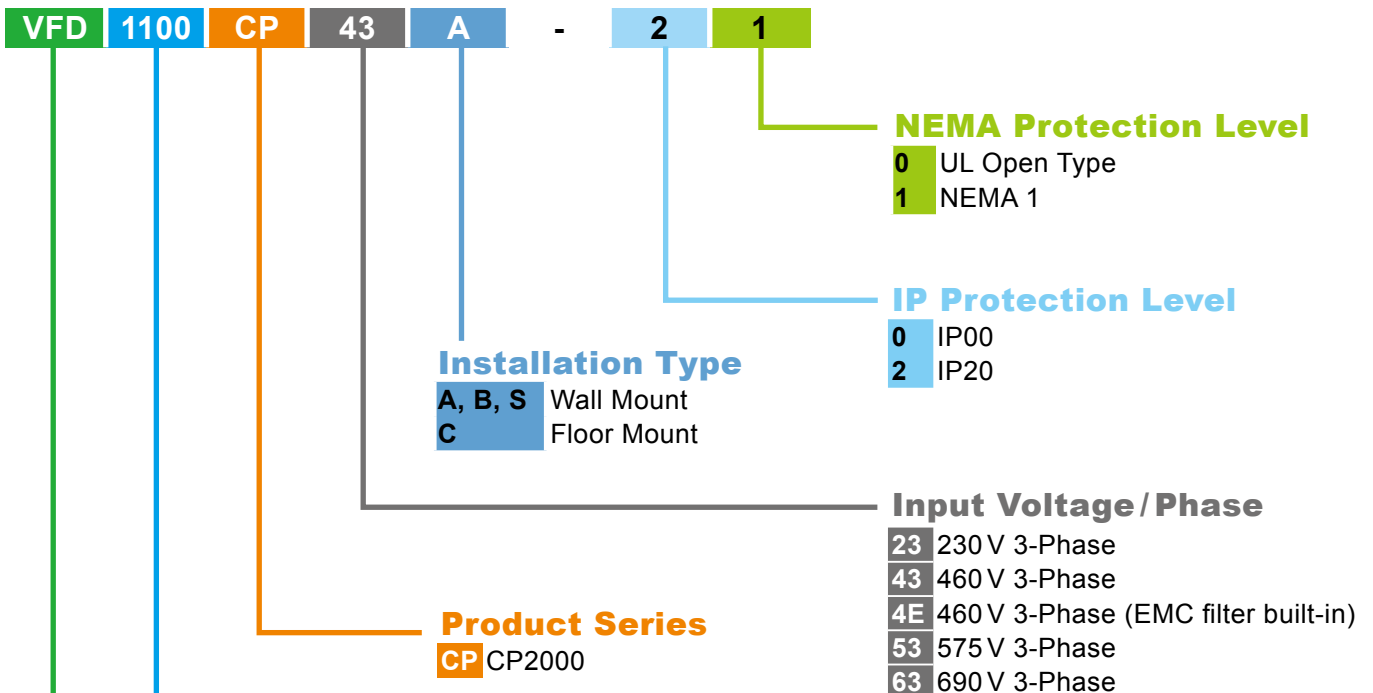 VFD 1100 CP 43 A - 2 1
NEMA Protection Level
0 UL Open Type
1 NEMA 1
IP Protection Level
0 IP00
2 IP20
Installation Type
A, B, S Wall Mount
C Floor Mount
Input Voltage/Phase
23 230 V 3-Phase
43 460 V 3-Phase
4E 460 V 3-Phase (EMC filter built-in)
53 575 V 3-Phase
63 690 V 3-Phase
Product Series
CP CP2000